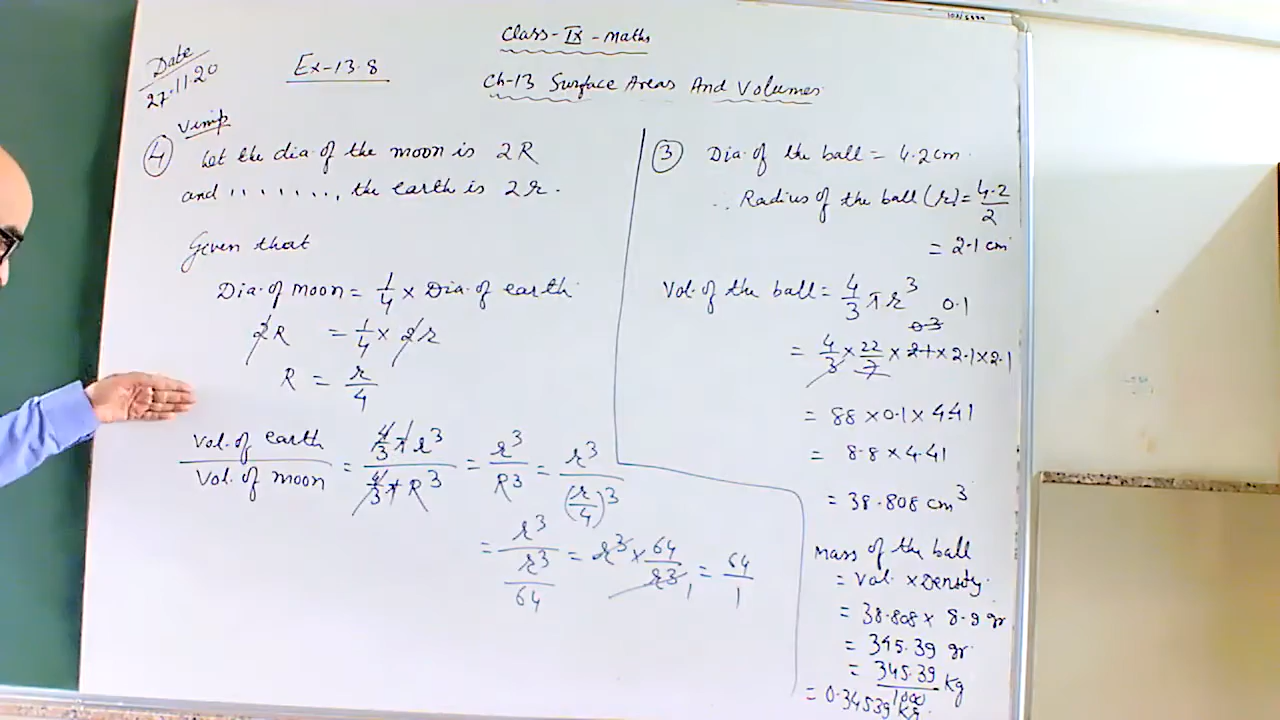 Class-IX-Maths
Date
27.11.20
Ex-13.8
Ch-13 Surface Areas And Volumes
V.imp
④ Let the dia. of the moon is 2R
and ........, the earth is 2r.
Given that
Dia. of moon = 1/4 × Dia. of earth
2R = 1/4 × 2r
R = r/4
Vol. of earth / Vol. of moon = 4/3 π r³ / 4/3 π R³ = r³/R³ = r³/(r/4)³
= r³ / (r³/64) = r³ × 64/r³ 1 = 64/1
③ Dia. of the ball = 4.2 cm.
∴ Radius of the ball (r) = 4.2/2
= 2.1 cm
Vol. of the ball = 4/3 π r³ 0.1
0.3
= 4/3 × 22/7 × 2.1 × 2.1 × 2.1
= 88 × 0.1 × 4.41
= 8.8 × 4.41
= 38.808 cm³
Mass of the ball
= Vol. × Density.
= 38.808 × 8.9 gr
= 345.39 gr.
= 345.39/1000 Kg
= 0.34539 Kg.